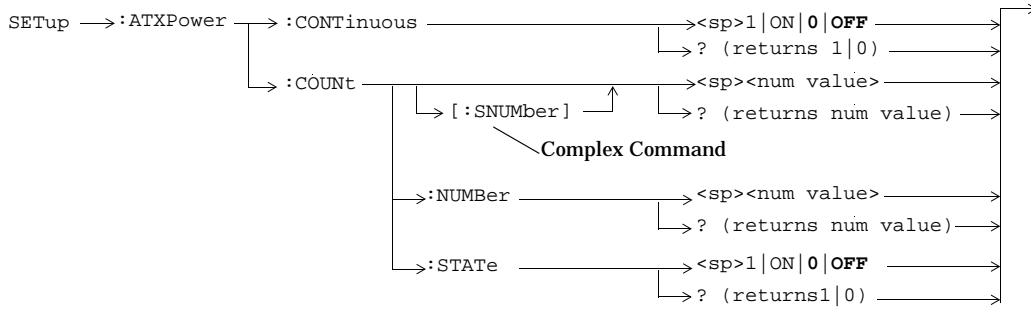 SETup :ATXPower :CONTinuous <sp>1|ON|0|OFF
? (returns 1|0)
:COUNt <sp><num value>
[:SNUMber] ? (returns num value)
Complex Command
:NUMBer <sp><num value>
? (returns num value)
:STATe <sp>1|ON|0|OFF
? (returns1|0)